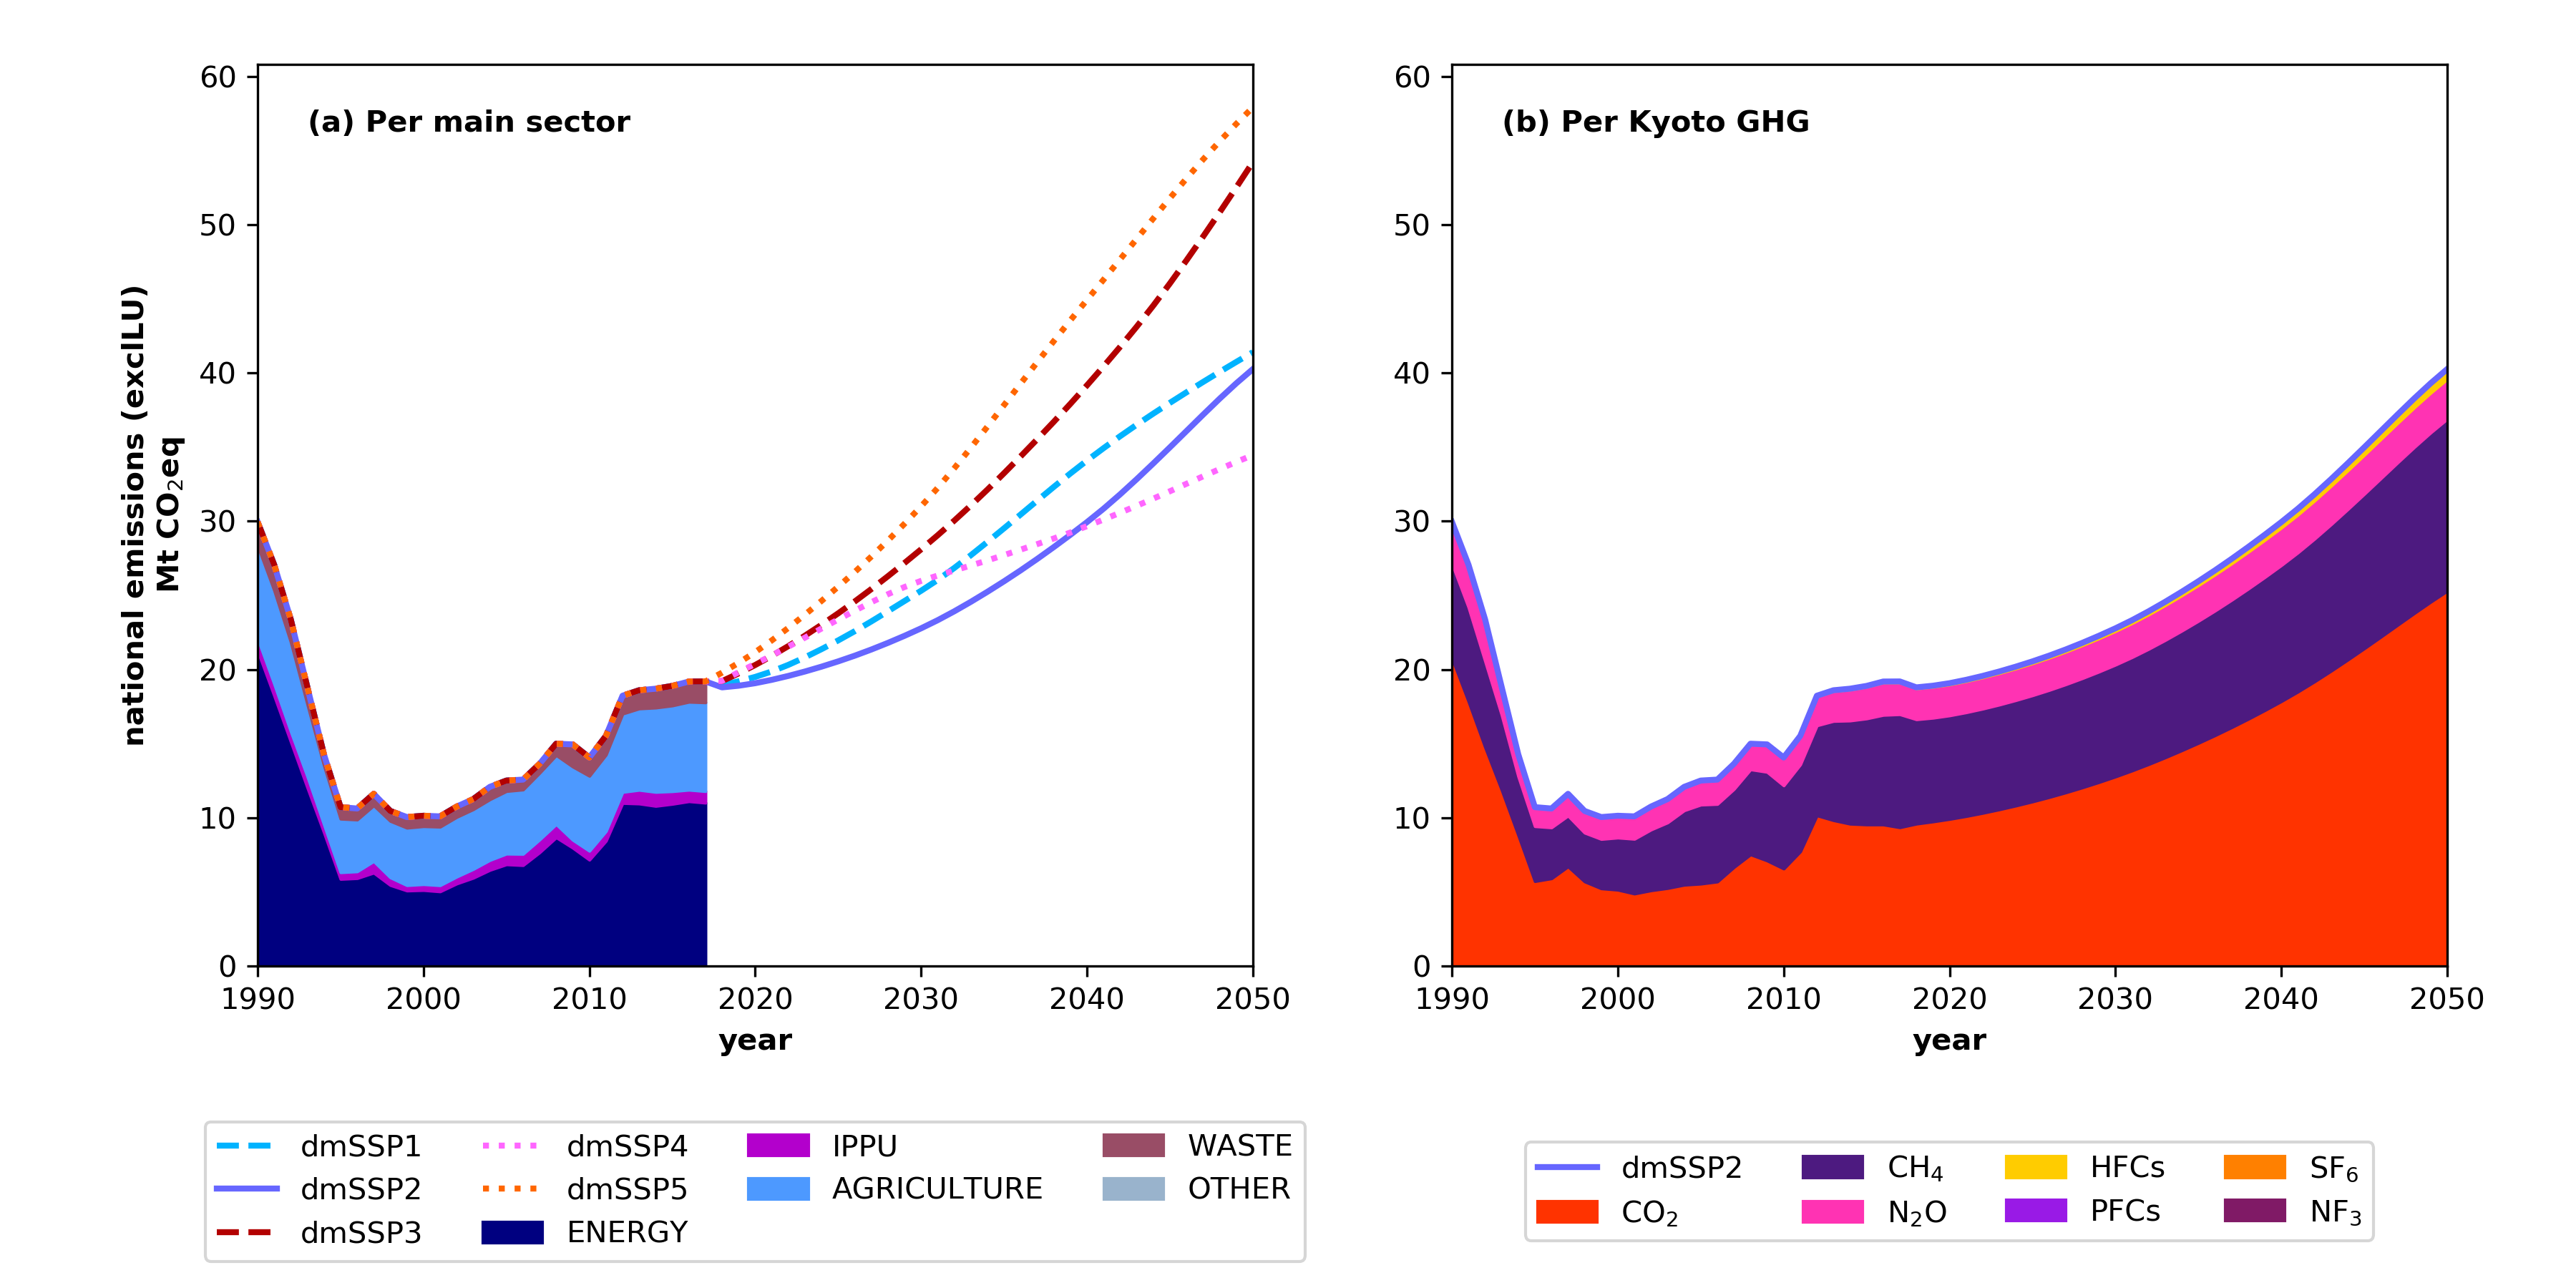 (a) Per main sector
60
50
40
30
20
10
0
national emissions (exclLU)
Mt CO₂eq
1990 2000 2010 2020 2030 2040 2050
year
dmSSP1 dmSSP4 IPPU WASTE
dmSSP2 dmSSP5 AGRICULTURE OTHER
dmSSP3 ENERGY
(b) Per Kyoto GHG
60
50
40
30
20
10
0
1990 2000 2010 2020 2030 2040 2050
year
dmSSP2 CH₄ HFCs SF₆
CO₂ N₂O PFCs NF₃